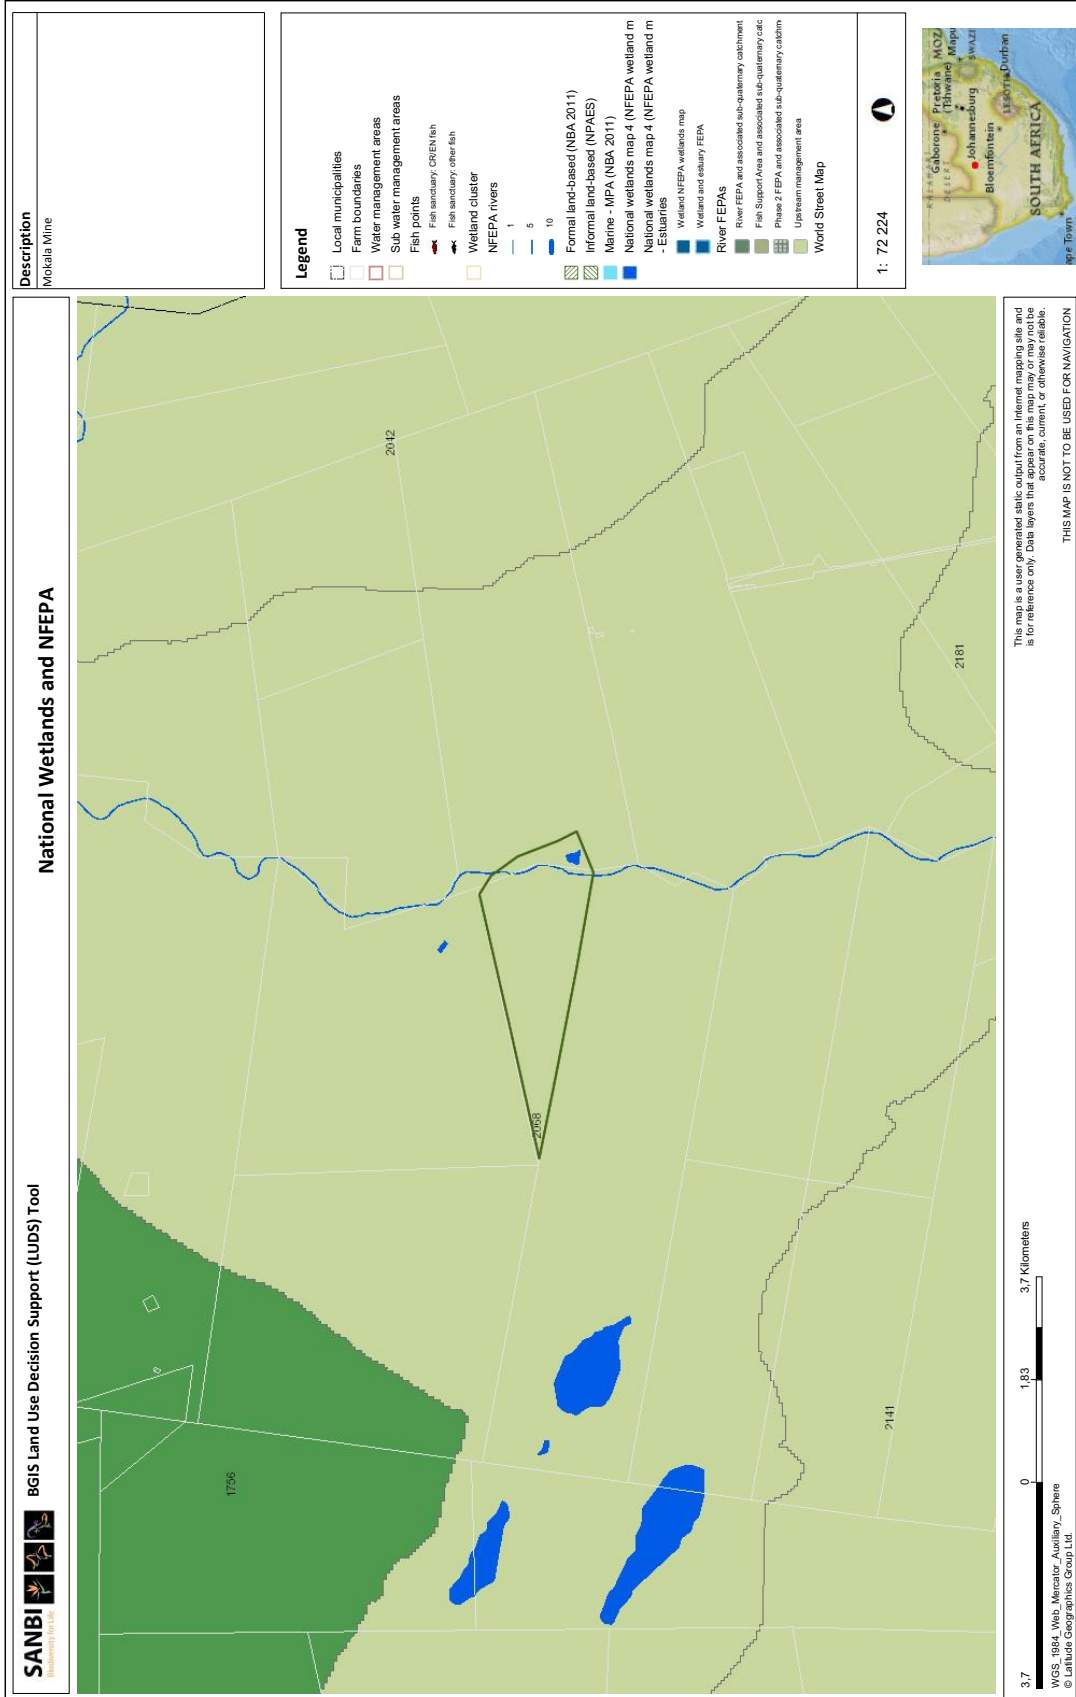 SANBI
Biodiversity for Life
BGIS Land Use Decision Support (LUDS) Tool
National Wetlands and NFEPA
Description
Mokala Mine
1756
2042
2068
2141
2181
Legend
Local municipalities
Farm boundaries
Water management areas
Sub water management areas
Fish points
Fish sanctuary: CR/EN fish
Fish sanctuary: other fish
Wetland cluster
NFEPA rivers
1
5
10
Formal land-based (NBA 2011)
Informal land-based (NPAES)
Marine - MPA (NBA 2011)
National wetlands map 4 (NFEPA wetland m
National wetlands map 4 (NFEPA wetland m
- Estuaries
Wetland NFEPA wetlands map
Wetland and estuary FEPA
River FEPAs
River FEPA and associated sub-quaternary catchment
Fish Support Area and associated sub-quaternary catc
Phase 2 FEPA and associated sub-quaternary catchm
Upstream management area
World Street Map
1: 72 224
KALAHARI
DESERT
Gaborone
Pretoria
(Tshwane)
MOZ
Mapu
SWAZI
Johannesburg
Bloemfontein
LESOTHO
Durban
SOUTH AFRICA
ape Town
3,7
0
1,83
3,7 Kilometers
WGS_1984_Web_Mercator_Auxiliary_Sphere
© Latitude Geographics Group Ltd.
This map is a user generated static output from an Internet mapping site and
is for reference only. Data layers that appear on this map may or may not be
accurate, current, or otherwise reliable.
THIS MAP IS NOT TO BE USED FOR NAVIGATION